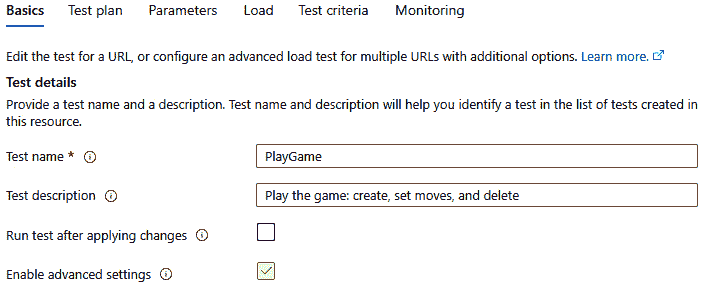 Basics Test plan Parameters Load Test criteria Monitoring
Edit the test for a URL, or configure an advanced load test for multiple URLs with additional options. Learn more.
Test details
Provide a test name and a description. Test name and description will help you identify a test in the list of tests created in
this resource.
Test name * PlayGame
Test description Play the game: create, set moves, and delete
Run test after applying changes
Enable advanced settings